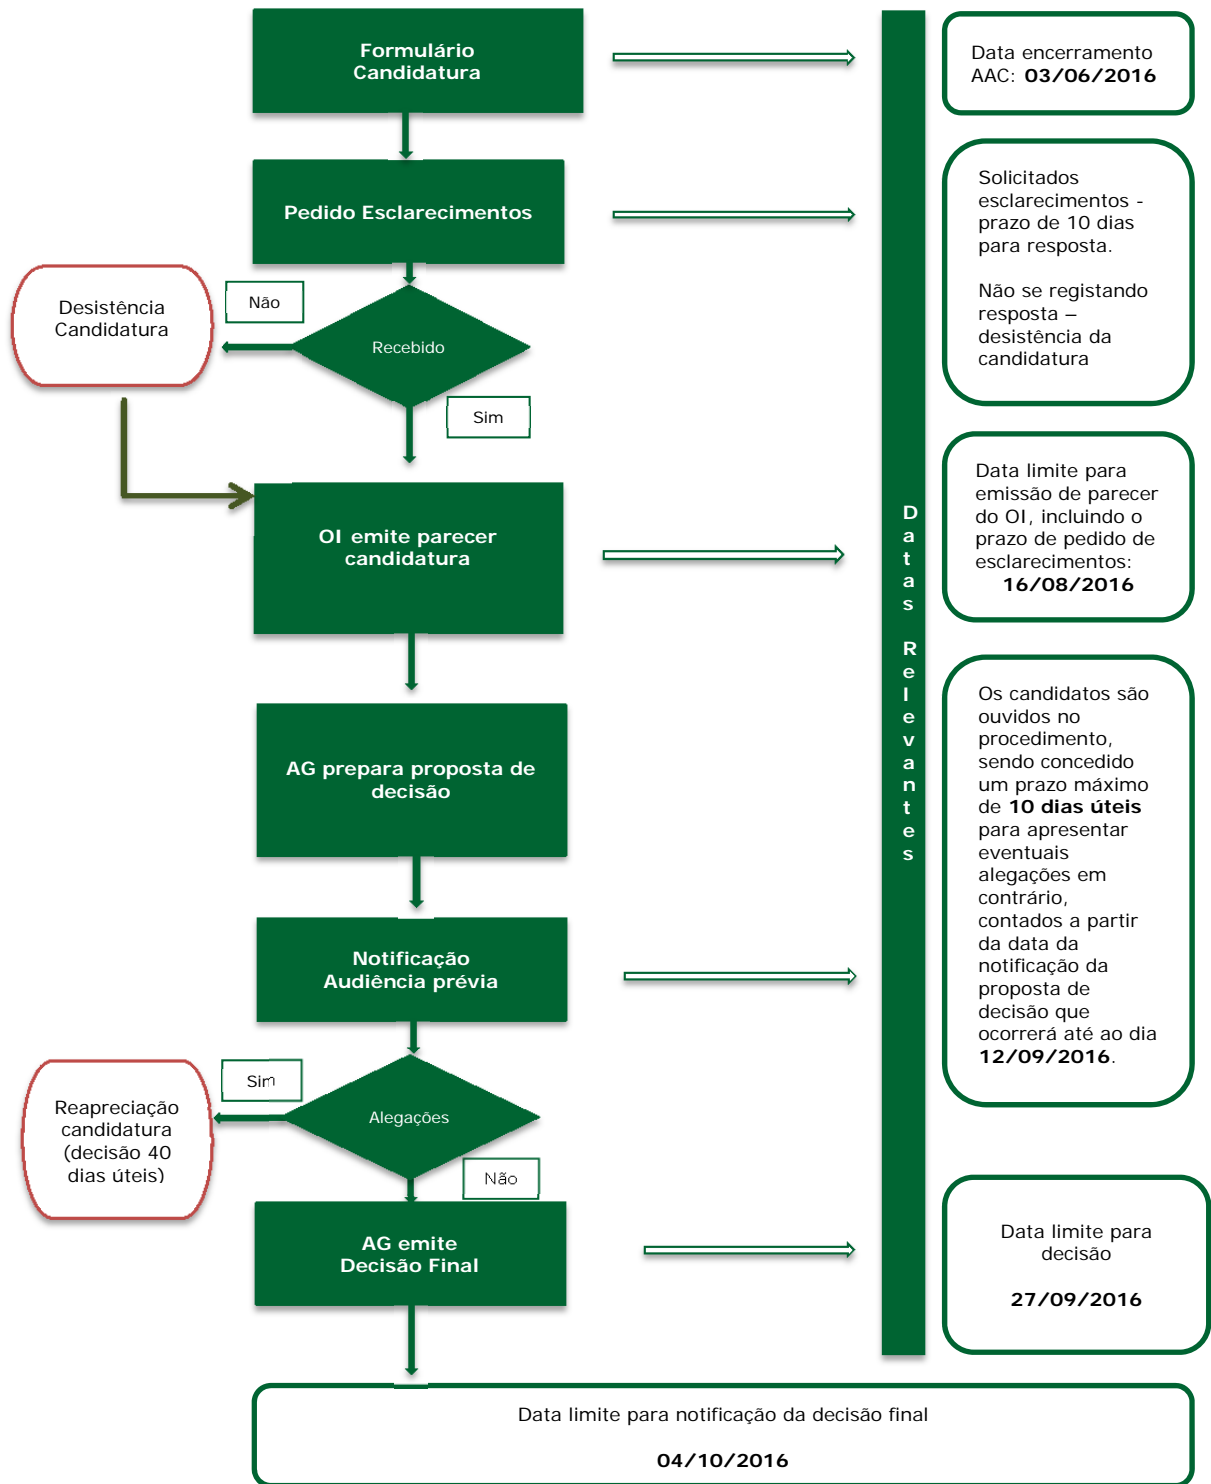 Formulário
Candidatura
Data encerramento
AAC: 03/06/2016
Pedido Esclarecimentos
Solicitados
esclarecimentos -
prazo de 10 dias
para resposta.
Não se registando
resposta –
desistência da
candidatura
Não
Desistência
Candidatura
Recebido
Sim
OI emite parecer
candidatura
Data limite para
emissão de parecer
do OI, incluindo o
prazo de pedido de
esclarecimentos:
16/08/2016
Datas Relevantes
AG prepara proposta de
decisão
Os candidatos são
ouvidos no
procedimento,
sendo concedido
um prazo máximo
de 10 dias úteis
para apresentar
eventuais
alegações em
contrário,
contados a partir
da data da
notificação da
proposta de
decisão que
ocorrerá até ao dia
12/09/2016.
Notificação
Audiência prévia
Sim
Reapreciação
candidatura
(decisão 40
dias úteis)
Alegações
Não
AG emite
Decisão Final
Data limite para
decisão
27/09/2016
Data limite para notificação da decisão final
04/10/2016